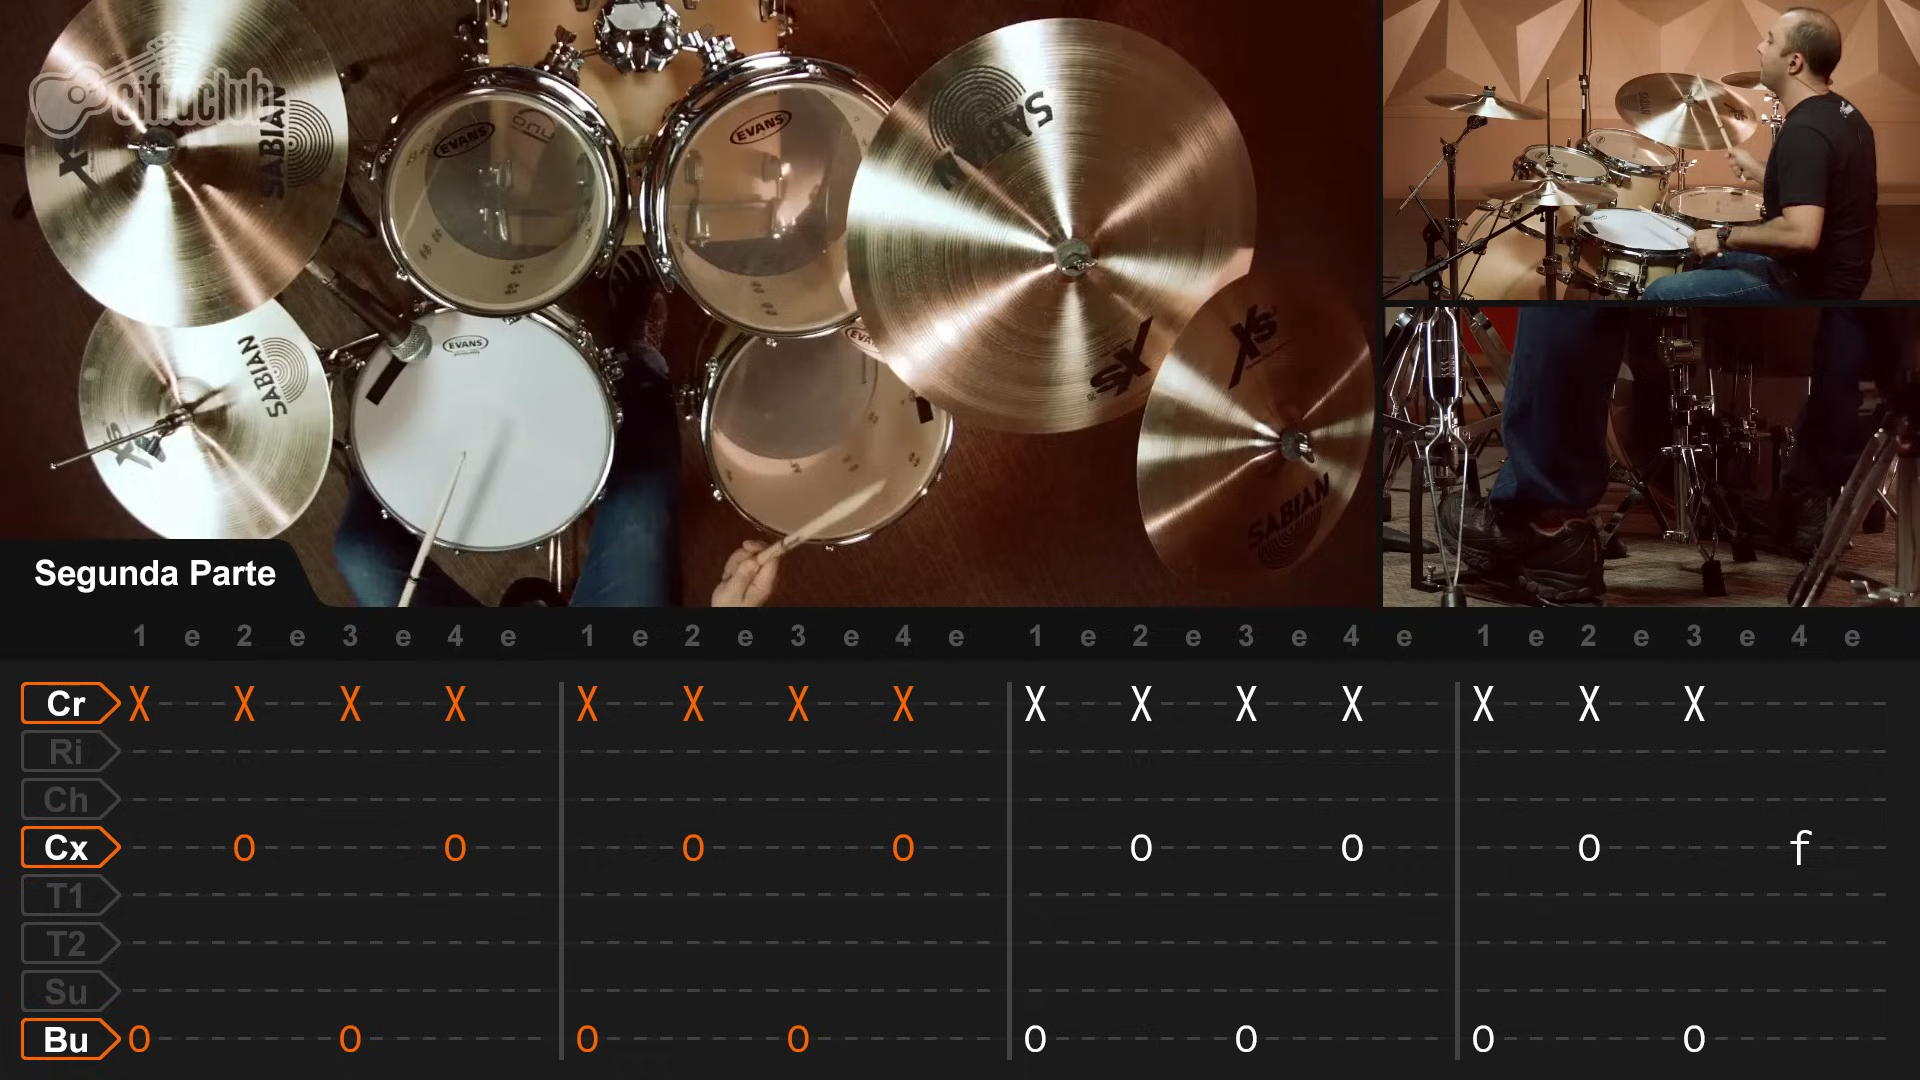 cifraclub
SABIAN
XS
EVANS
EVANS
SABIAN
XS
XS
SABIAN
EVANS
SABIAN
XS
Segunda Parte
1 e 2 e 3 e 4 e 1 e 2 e 3 e 4 e 1 e 2 e 3 e 4 e 1 e 2 e 3 e 4 e
Cr X X X X X X X X X X X X X X X
Ri
Ch
Cx O O O O O O O f
T1
T2
Su
Bu O O O O O O O O